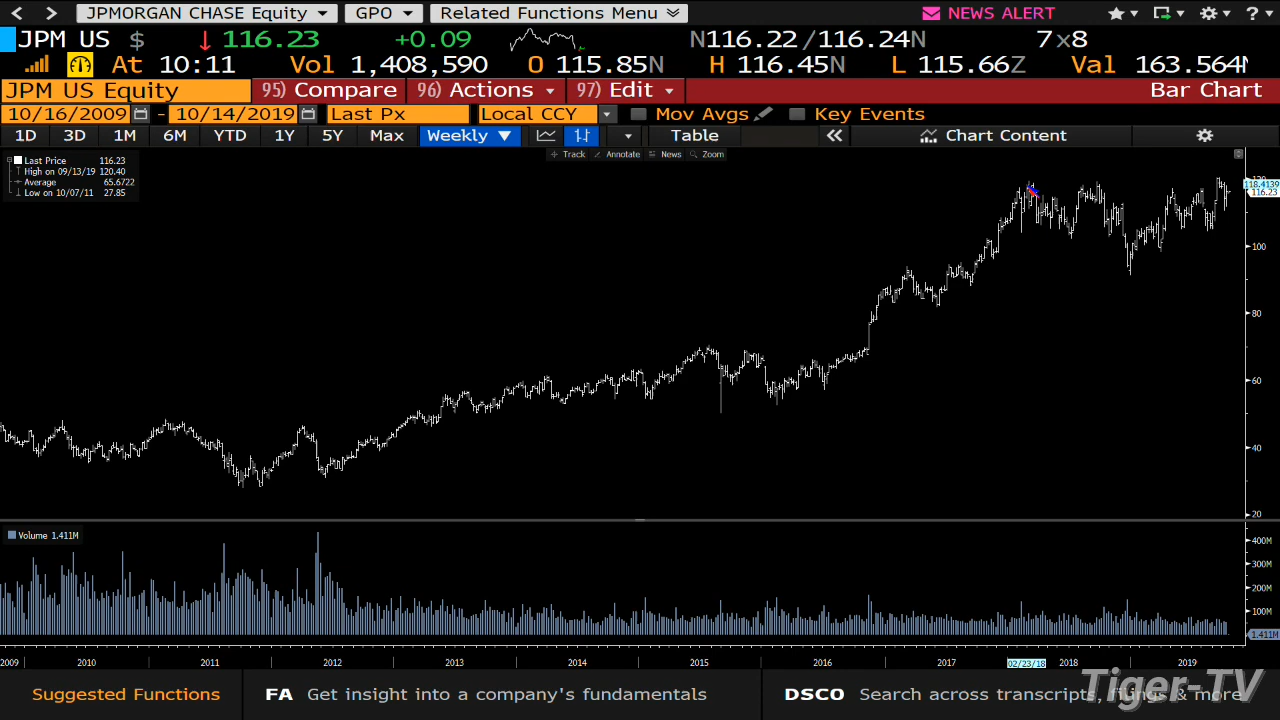 JPMORGAN CHASE Equity GPO Related Functions Menu NEWS ALERT ?
JPM US $ 116.23 +0.09 N116.22/116.24N 7x8
At 10:11 Vol 1,408,590 O 115.85N H 116.45N L 115.66Z Val 163.564M
JPM US Equity 95) Compare 96) Actions 97) Edit Bar Chart
10/16/2009 - 10/14/2019 Last Px Local CCY Mov Avgs Key Events
1D 3D 1M 6M YTD 1Y 5Y Max Weekly Table Chart Content
Track Annotate News Zoom
Last Price 116.23
High on 09/13/19 120.40
Average 65.6722
Low on 10/07/11 27.85
118.4139
116.23
100
80
60
40
20
Volume 1.411M
400M
300M
200M
100M
1.411M
2009 2010 2011 2012 2013 2014 2015 2016 2017 02/23/18 2018 2019
Suggested Functions FA Get insight into a company's fundamentals DSCO Search across transcripts, filings & more
Tiger-TV